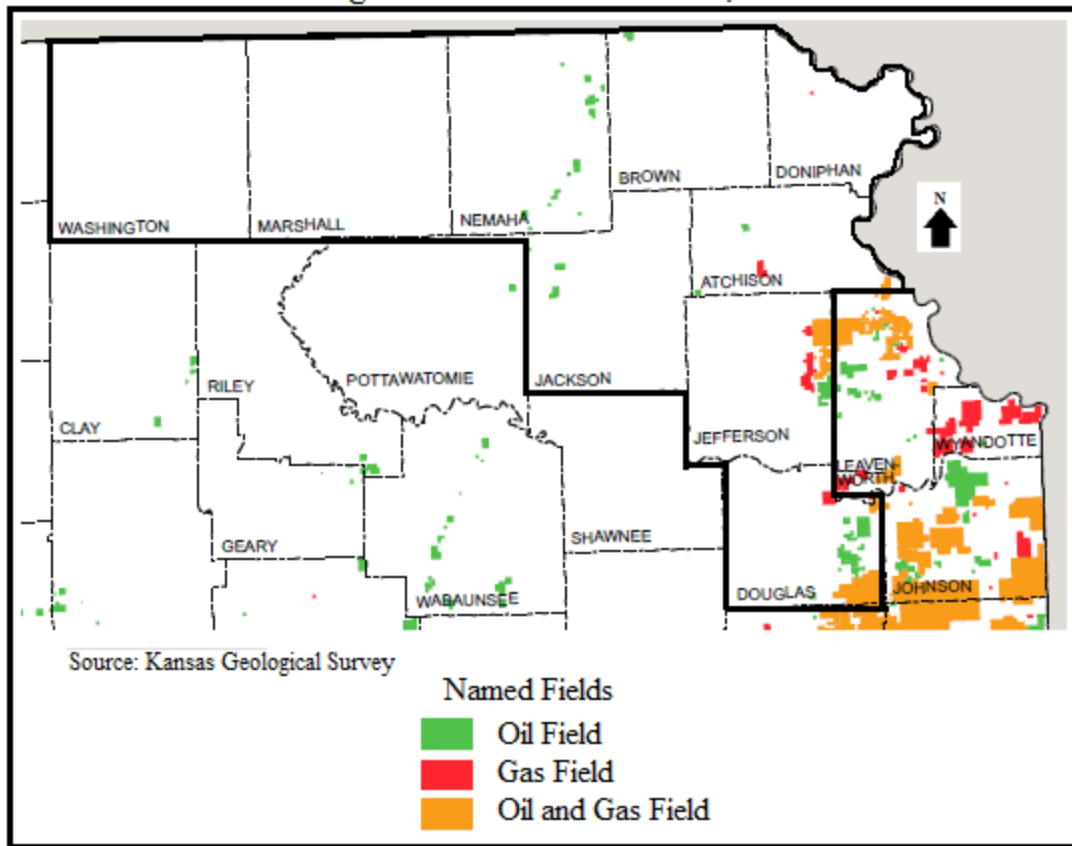 N
BROWN
DONIPHAN
WASHINGTON
MARSHALL
NEMAHA
ATCHISON
RILEY
POTTAWATOMIE
JACKSON
CLAY
JEFFERSON
WYANDOTTE
LEAVEN-
WORTH
GEARY
SHAWNEE
WABAUNSEE
DOUGLAS
JOHNSON
Source: Kansas Geological Survey
Named Fields
Oil Field
Gas Field
Oil and Gas Field